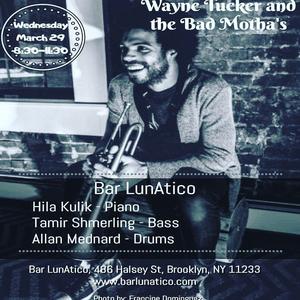 Wayne Tucker and
the Bad Motha's
Wednesday
March 29
8:30-11:30
Bar LunAtico
Hila Kulik - Piano
Tamir Shmerling - Bass
Allan Mednard - Drums
Bar LunAtico, 486 Halsey St, Brooklyn, NY 11233
www.barlunatico.com
Photo by: Francine Dominguez